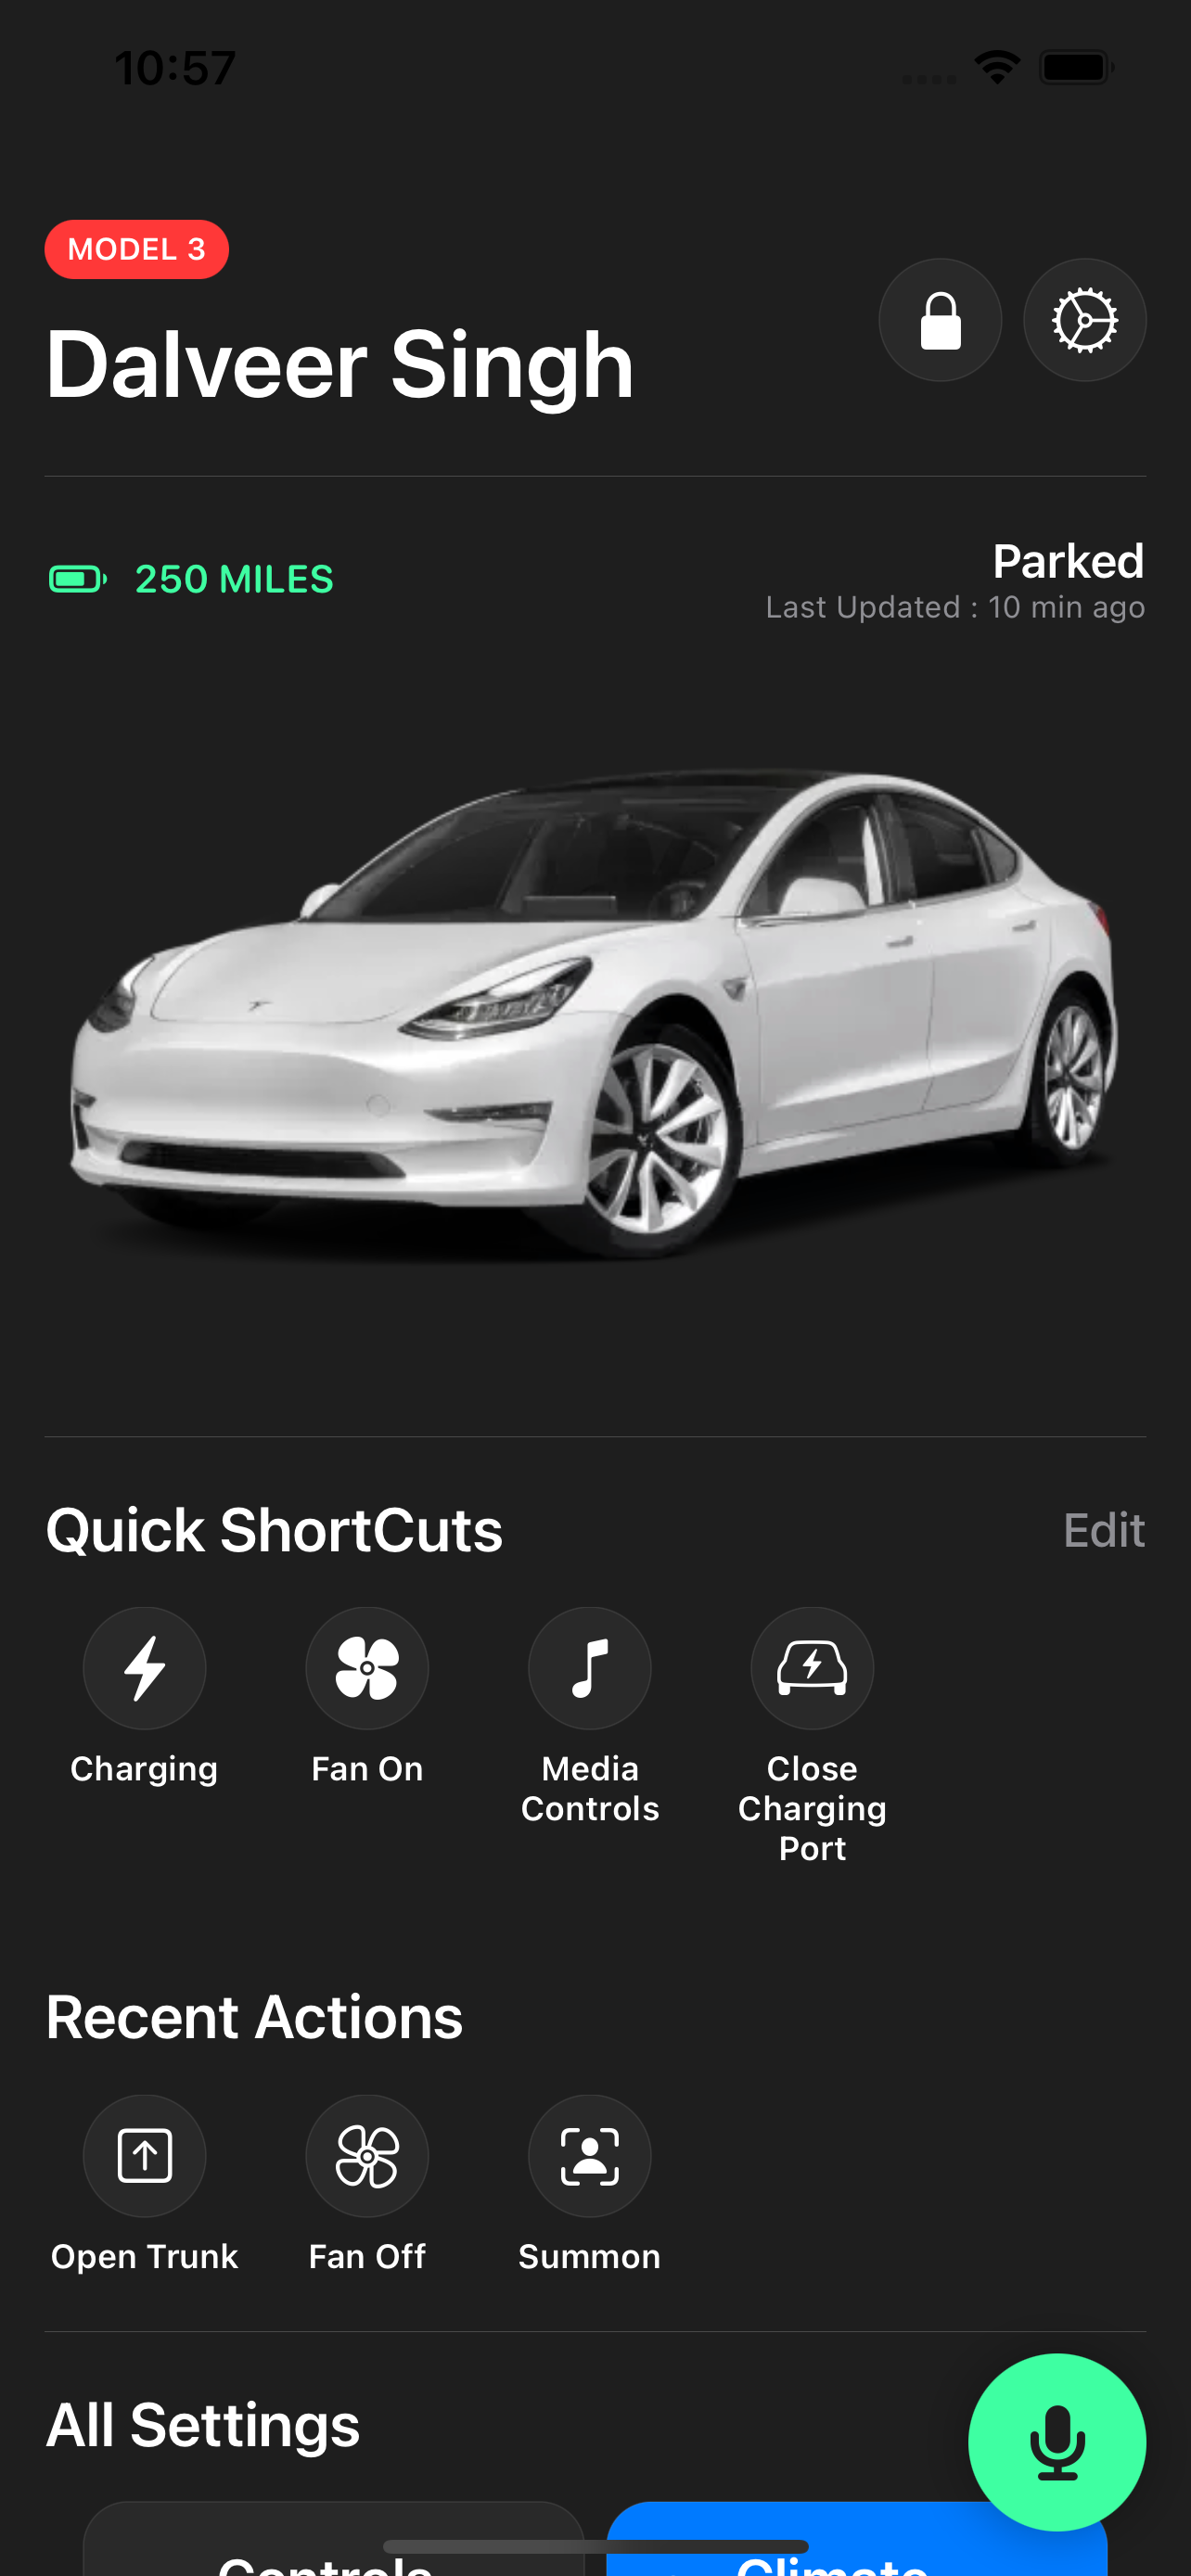 10:57
MODEL 3
Dalveer Singh
250 MILES
Parked
Last Updated : 10 min ago
Quick ShortCuts
Edit
Charging
Fan On
Media
Controls
Close
Charging
Port
Recent Actions
Open Trunk
Fan Off
Summon
All Settings
Controls
Climate